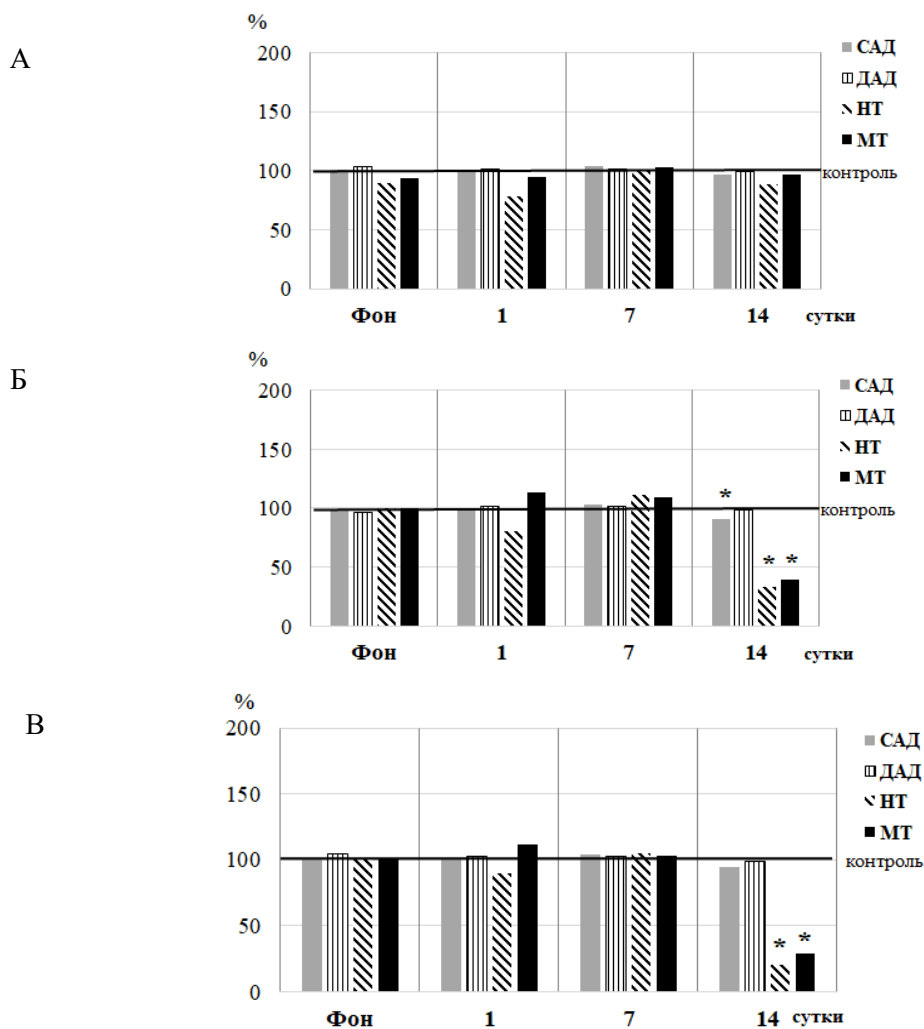 А
%
200
150
100
50
0
Фон 1 7 14 сутки
САД
ДАД
НТ
МТ
контроль
Б
%
200
150
100
50
0
Фон 1 7 14 сутки
САД
ДАД
НТ
МТ
контроль
*
* *
В
%
200
150
100
50
0
Фон 1 7 14 сутки
САД
ДАД
НТ
МТ
контроль
* *